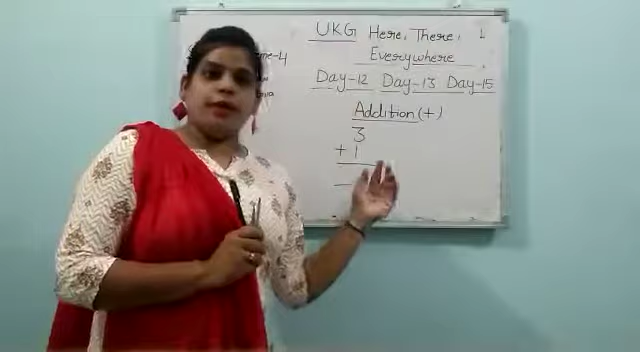 UKG Here, There,
Everywhere
Day-12 Day-13 Day-15
Addition (+)
3
+ 1